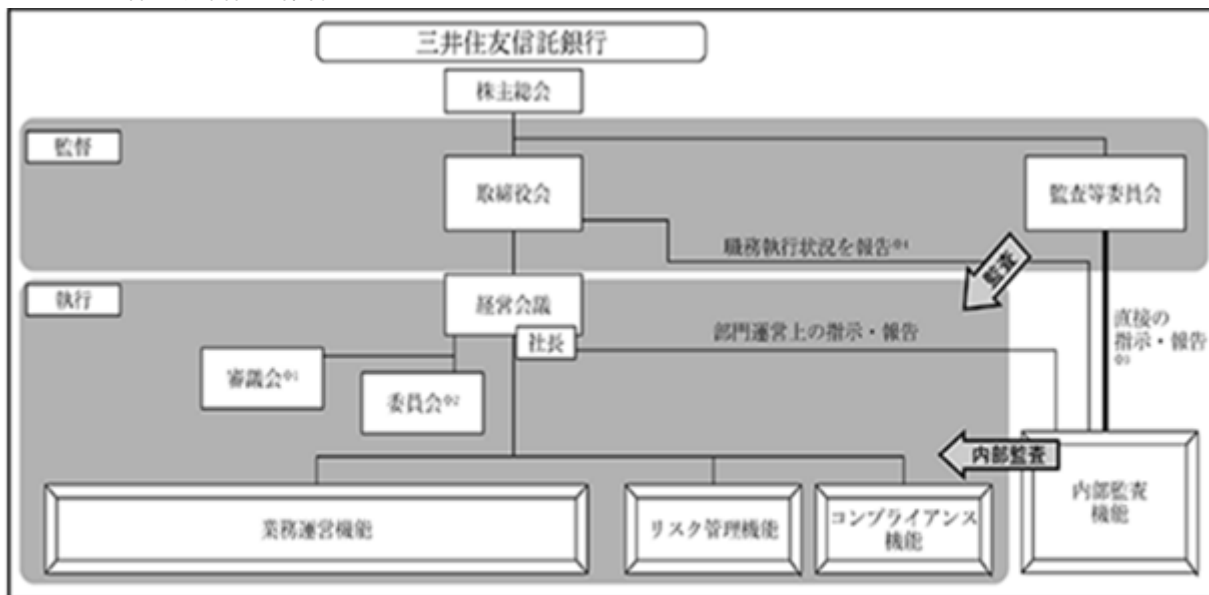 三井住友信託銀行
株主総会
監督
取締役会
監査等委員会
職務執行状況を報告※4
監査
執行
経営会議
社長
部門運営上の指示・報告
直接の
指示・報告
※3
審議会※1
委員会※2
内部監査
業務運営機能
リスク管理機能
コンプライアンス
機能
内部監査
機能